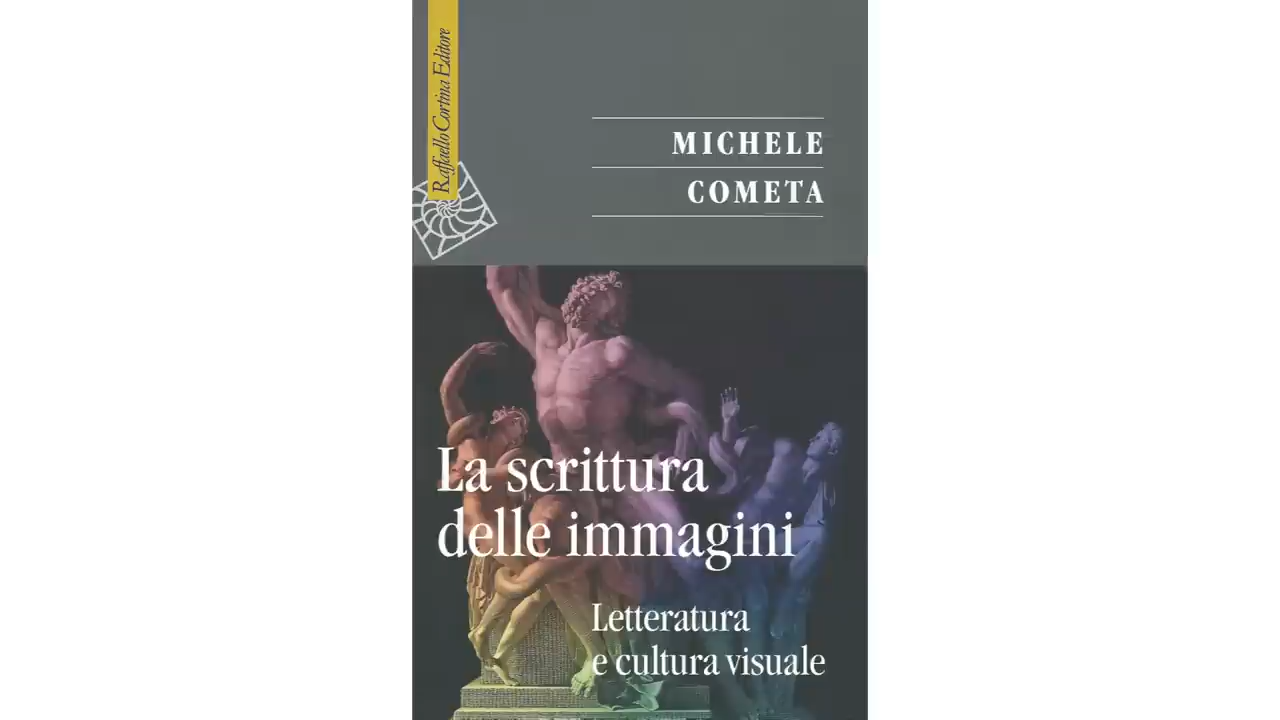 Raffaello Cortina Editore
MICHELE
COMETA
La scrittura
delle immagini
Letteratura
e cultura visuale